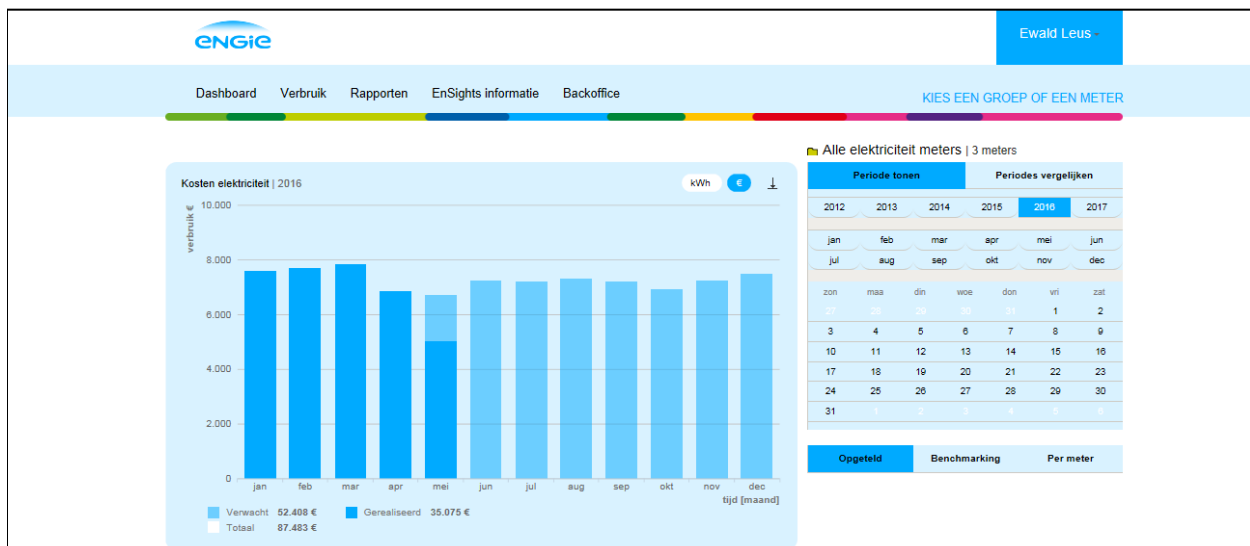 ENGIE
Ewald Leus
Dashboard Verbruik Rapporten EnSights informatie Backoffice
KIES EEN GROEP OF EEN METER
Alle elektriciteit meters | 3 meters
Kosten elektriciteit | 2016
kWh €
verbruik €
10.000
8.000
6.000
4.000
2.000
0
jan feb mar apr mei jun jul aug sep okt nov dec
tijd [maand]
Verwacht 52.408 € Gerealiseerd 35.075 €
Totaal 87.483 €
Periode tonen Periodes vergelijken
2012 2013 2014 2015 2016 2017
jan feb mar apr mei jun
jul aug sep okt nov dec
zon maa din woe don vri zat
27 28 29 30 31 1 2
3 4 5 6 7 8 9
10 11 12 13 14 15 16
17 18 19 20 21 22 23
24 25 26 27 28 29 30
31 1 2 3 4 5 6
Opgeteld Benchmarking Per meter